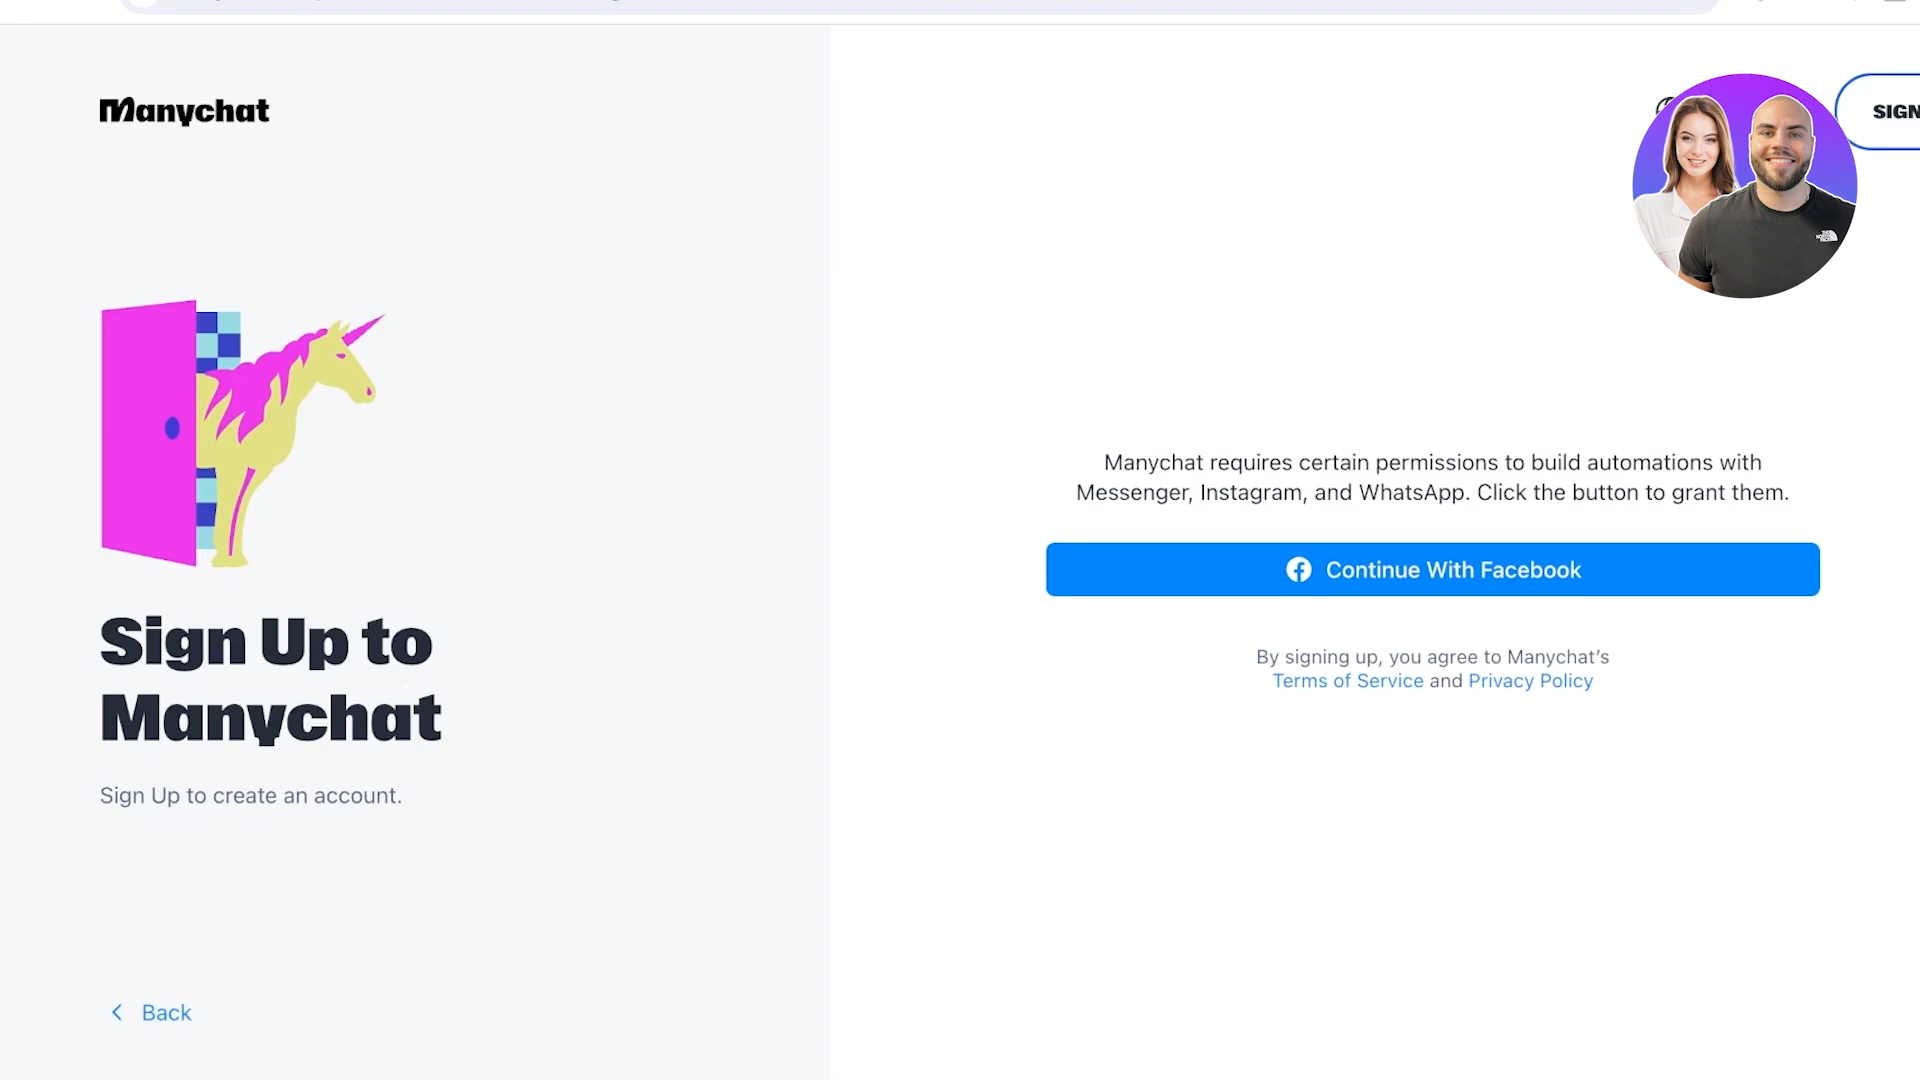 Manychat
SIGN
Manychat requires certain permissions to build automations with
Messenger, Instagram, and WhatsApp. Click the button to grant them.
Continue With Facebook
By signing up, you agree to Manychat's
Terms of Service and Privacy Policy
Sign Up to
Manychat
Sign Up to create an account.
Back